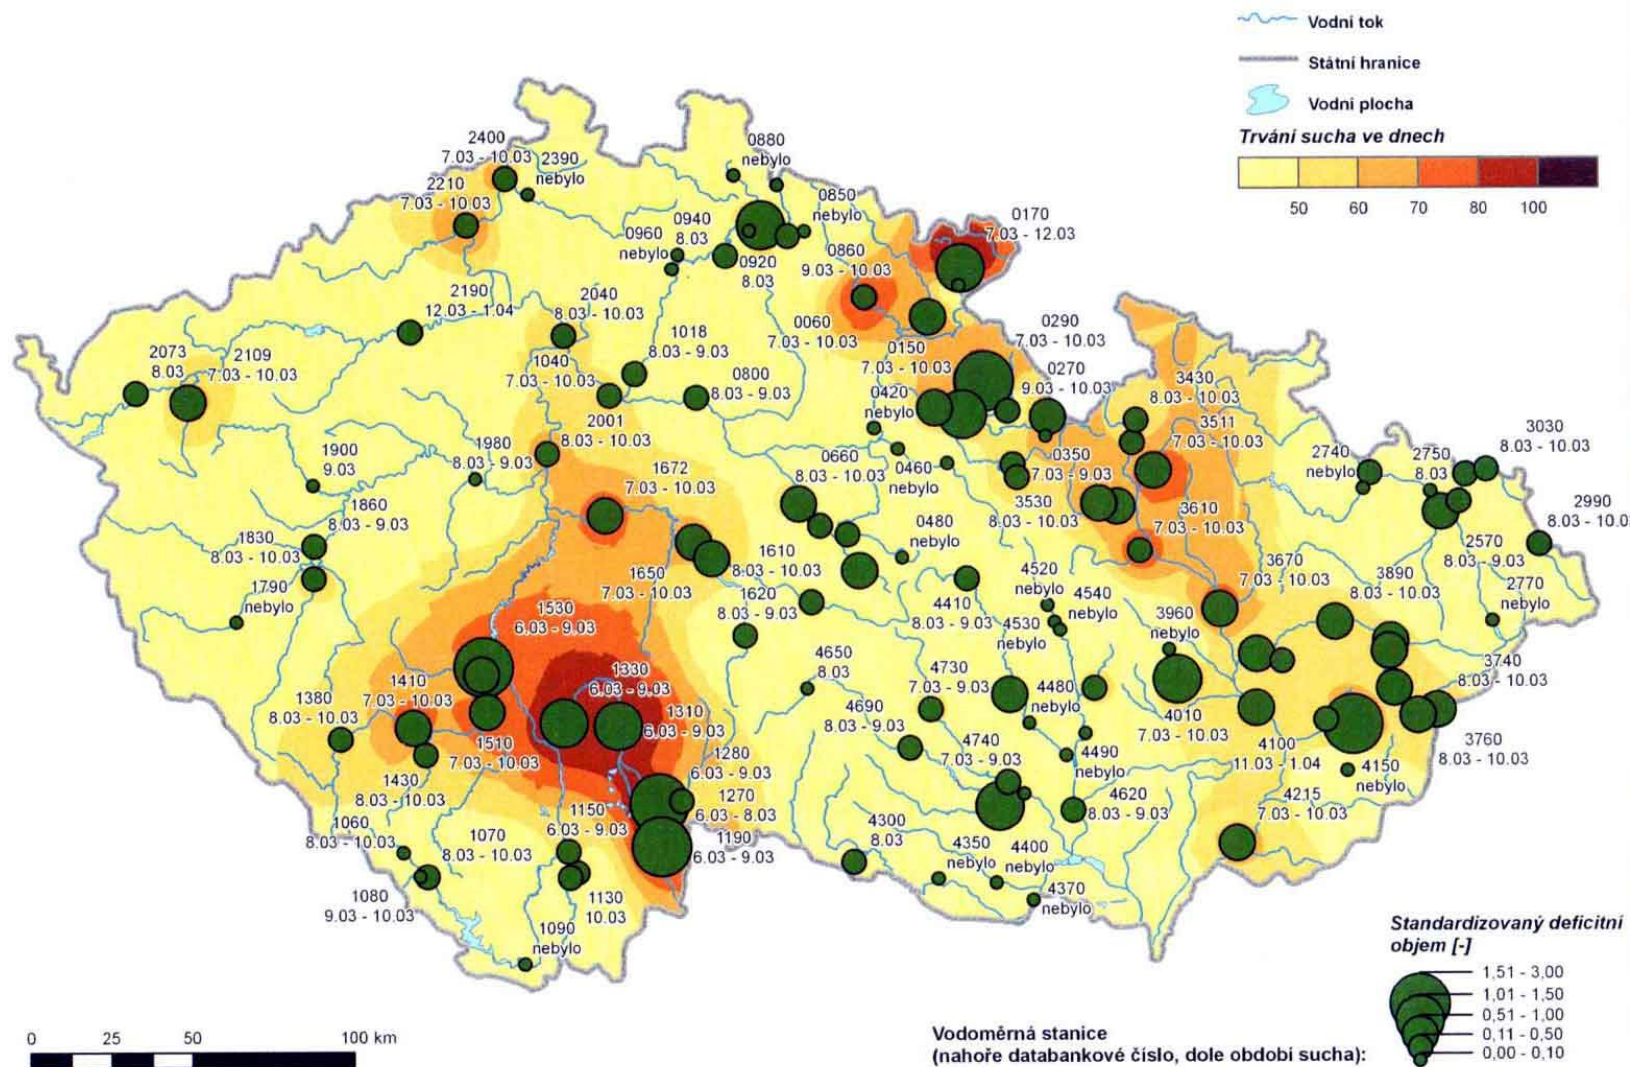 Vodní tok
Státní hranice
Vodní plocha
Trvání sucha ve dnech
50 60 70 80 100
2400
7.03 - 10.03
2390
nebylo
2210
7.03 - 10.03
0880
nebylo
0850
nebylo
0940
8.03
0960
nebylo
0920
8.03
0860
9.03 - 10.03
0170
7.03 - 12.03
2190
12.03 - 1.04
2040
8.03 - 10.03
0060
7.03 - 10.03
0290
7.03 - 10.03
1018
8.03 - 9.03
0150
7.03 - 10.03
2073
8.03
2109
7.03 - 10.03
1040
7.03 - 10.03
0800
8.03 - 9.03
0270
9.03 - 10.03
3430
8.03 - 10.03
0420
nebylo
2001
8.03 - 10.03
3511
7.03 - 10.03
3030
8.03 - 10.03
1900
9.03
1980
8.03 - 9.03
1672
7.03 - 10.03
0660
8.03 - 10.03
0460
nebylo
0350
7.03 - 9.03
2740
nebylo
2750
8.03
1860
8.03 - 9.03
3530
8.03 - 10.03
3610
7.03 - 10.03
2990
8.03 - 10.03
1830
8.03 - 10.03
0480
nebylo
2570
8.03 - 9.03
1610
8.03 - 10.03
1650
7.03 - 10.03
4520
nebylo
3670
7.03 - 10.03
3890
8.03 - 10.03
2770
nebylo
1790
nebylo
1620
8.03 - 9.03
4410
8.03 - 9.03
4540
nebylo
1530
6.03 - 9.03
4530
nebylo
3960
nebylo
4650
8.03
1330
6.03 - 9.03
4730
7.03 - 9.03
3740
8.03 - 10.03
1410
7.03 - 10.03
4480
nebylo
1380
8.03 - 10.03
1310
6.03 - 9.03
4690
8.03 - 9.03
4010
7.03 - 10.03
1510
7.03 - 10.03
4740
7.03 - 9.03
4490
nebylo
4100
11.03 - 1.04
3760
8.03 - 10.03
1280
6.03 - 9.03
4150
nebylo
1430
8.03 - 10.03
1270
6.03 - 8.03
4620
8.03 - 9.03
4215
7.03 - 10.03
1150
6.03 - 9.03
1060
8.03 - 10.03
1070
8.03 - 10.03
1190
6.03 - 9.03
4300
8.03
4350
nebylo
4400
nebylo
1080
9.03 - 10.03
1130
10.03
4370
nebylo
1090
nebylo
Standardizovaný deficitní
objem [-]
1,51 - 3,00
1,01 - 1,50
0,51 - 1,00
0,11 - 0,50
0,00 - 0,10
0 25 50 100 km
Vodoměrná stanice
(nahoře databankové číslo, dole období sucha):